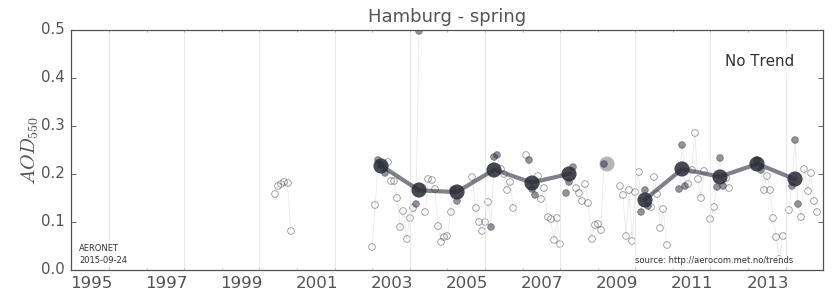 Hamburg - spring
0.5
No Trend
0.4
0.3
AOD550
0.2
0.1
AERONET
2015-09-24
source: http://aerocom.met.no/trends
0.0
1995 1997 1999 2001 2003 2005 2007 2009 2011 2013